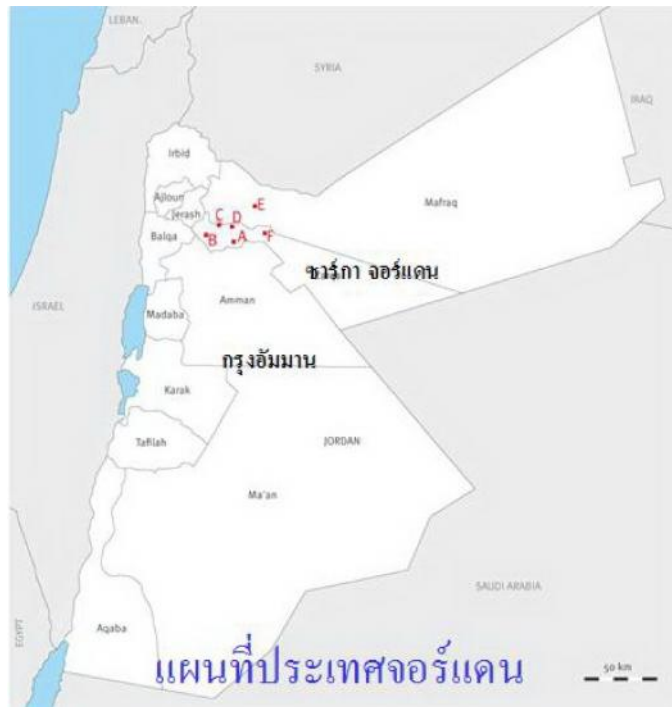 LEBAN.
SYRIA
IRAQ
Irbid
Ajloun
Jerash
Mafraq
E
C
D
B
A
F
Balqa
ซาร์กา จอร์แดน
ISRAEL
Amman
Madaba
กรุงอัมมาน
Karak
Tafilah
JORDAN
Ma'an
SAUDI ARABIA
EGYPT
Aqaba
แผนที่ประเทศจอร์แดน
50 km